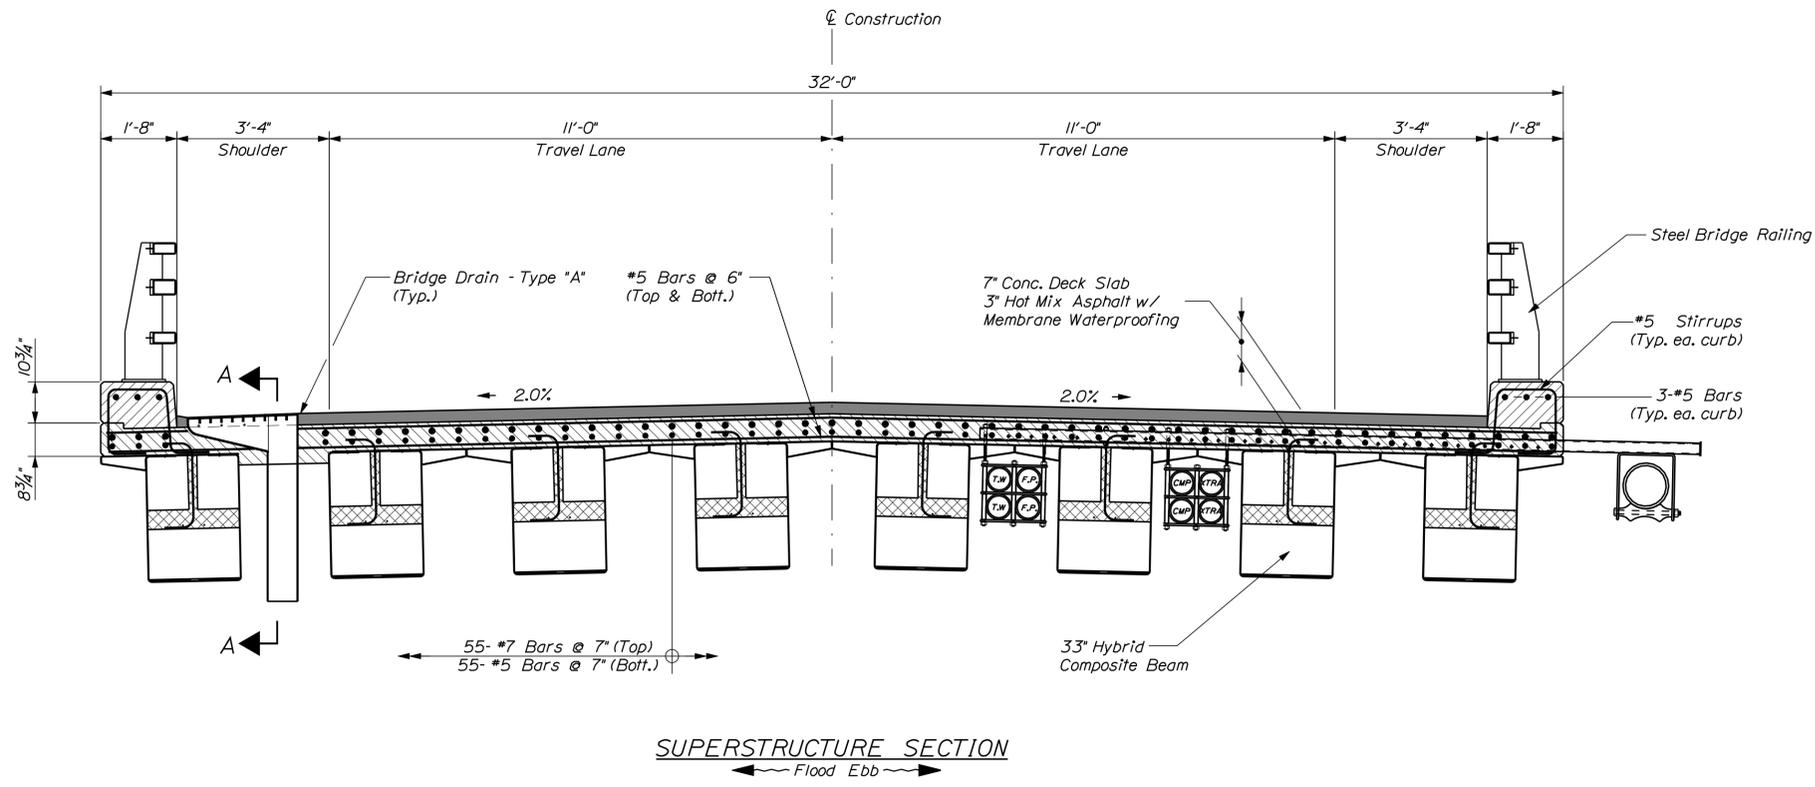 ℄ Construction
32'-0"
1'-8" 3'-4" 11'-0" 11'-0" 3'-4" 1'-8"
Shoulder Travel Lane Travel Lane Shoulder
Steel Bridge Railing
Bridge Drain - Type "A"
(Typ.)
#5 Bars @ 6"
(Top & Bott.)
7" Conc. Deck Slab
3" Hot Mix Asphalt w/
Membrane Waterproofing
#5 Stirrups
(Typ. ea. curb)
10¾"
A
2.0%
2.0%
3-#5 Bars
(Typ. ea. curb)
8¾"
T.W F.P.
T.W F.P.
CMP XTRA
CMP XTRA
A
55- #7 Bars @ 7" (Top)
55- #5 Bars @ 7" (Bott.)
33" Hybrid
Composite Beam
SUPERSTRUCTURE SECTION
Flood Ebb